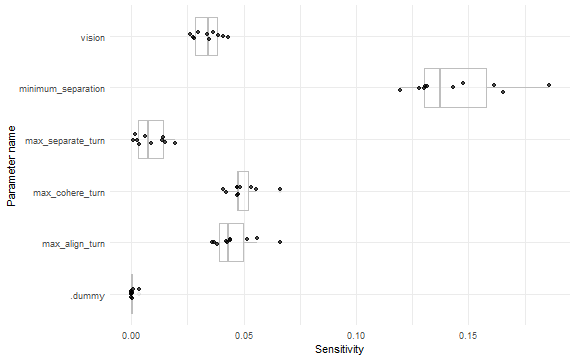 vision
minimum_separation
max_separate_turn
max_cohere_turn
max_align_turn
.dummy
Parameter name
0.00 0.05 0.10 0.15
Sensitivity